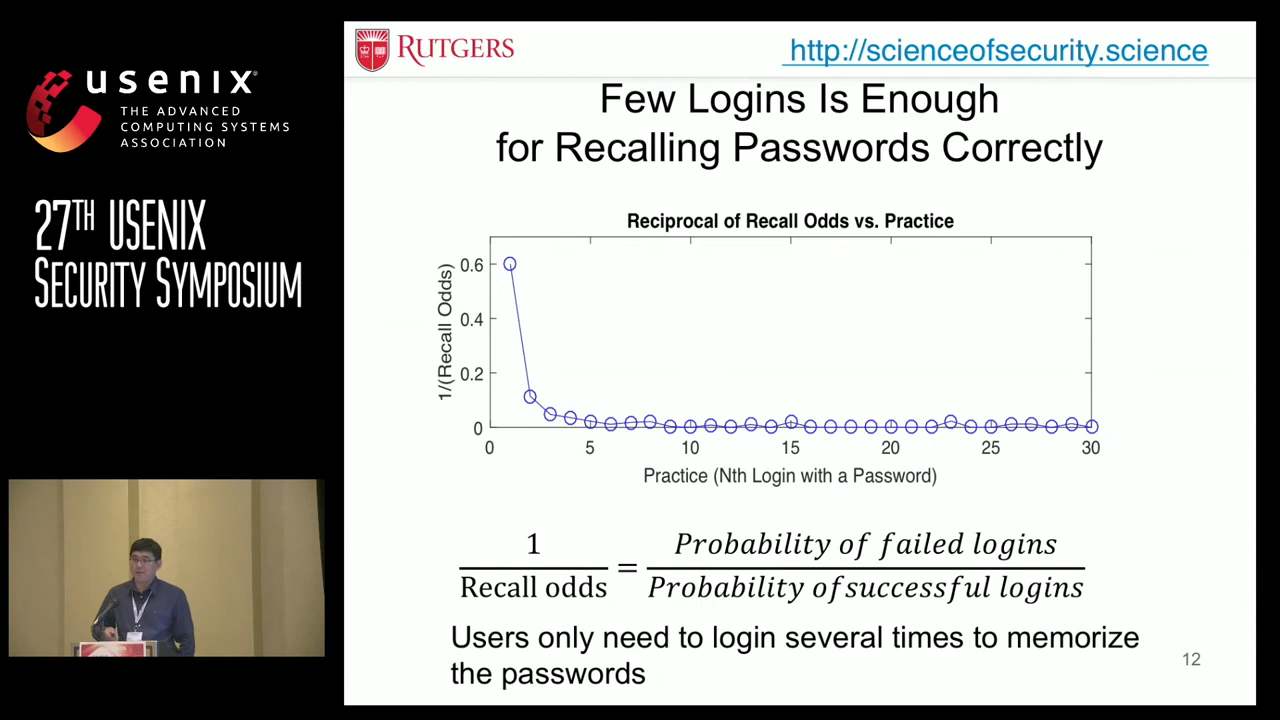 usenix
THE ADVANCED
COMPUTING SYSTEMS
ASSOCIATION
27TH USENIX
SECURITY SYMPOSIUM
RUTGERS
http://scienceofsecurity.science
Few Logins Is Enough
for Recalling Passwords Correctly
Reciprocal of Recall Odds vs. Practice
1/(Recall Odds)
0.6
0.4
0.2
0
0 5 10 15 20 25 30
Practice (Nth Login with a Password)
1
Recall odds
=
Probability of failed logins
Probability ofsuccessful logins
Users only need to login several times to memorize
the passwords
12